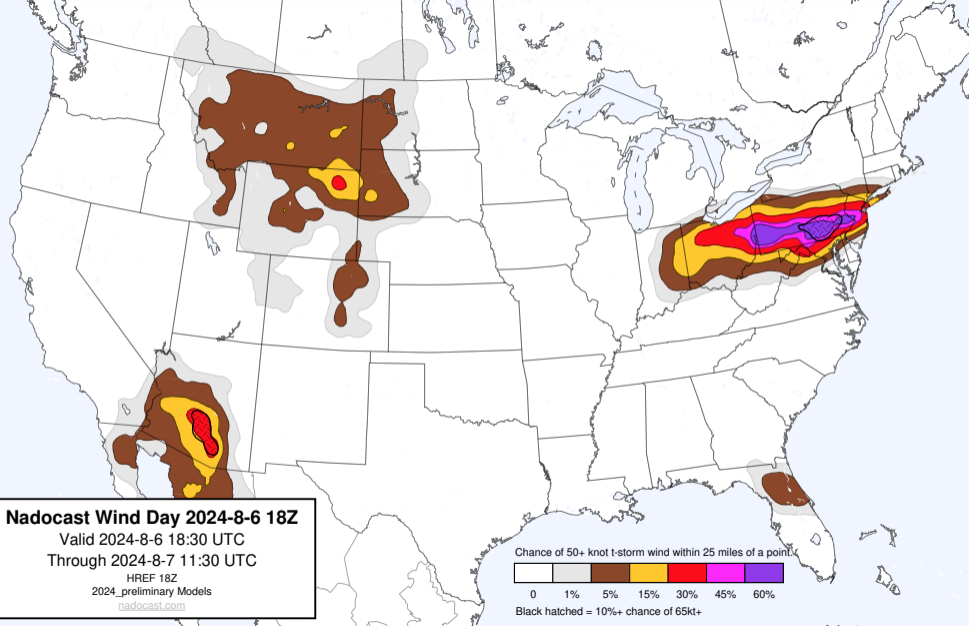 Nadocast Wind Day 2024-8-6 18Z
Valid 2024-8-6 18:30 UTC
Through 2024-8-7 11:30 UTC
HREF 18Z
2024_preliminary Models
nadocast.com
Chance of 50+ knot t-storm wind within 25 miles of a point.
0 1% 5% 15% 30% 45% 60%
Black hatched = 10%+ chance of 65kt+